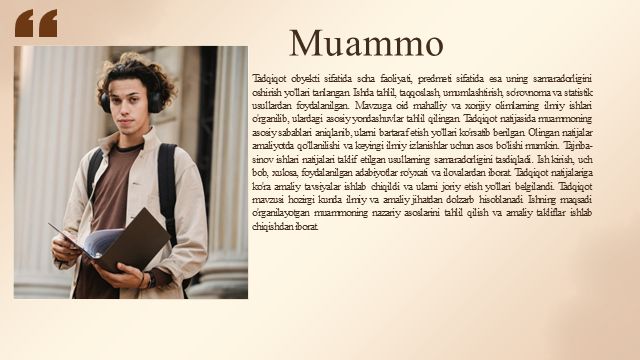 Muammo
Tadqiqot obyekti sifatida soha faoliyati, predmeti sifatida esa uning samaradorligini
oshirish yo'llari tanlangan. Ishda tahlil, taqqoslash, umumlashtirish, so'rovnoma va statistik
usullardan foydalanilgan. Mavzuga oid mahalliy va xorijiy olimlarning ilmiy ishlari
o'rganilib, ulardagi asosiy yondashuvlar tahlil qilingan. Tadqiqot natijasida muammoning
asosiy sabablari aniqlanib, ularni bartaraf etish yo'llari ko'rsatib berilgan. Olingan natijalar
amaliyotda qo'llanilishi va keyingi ilmiy izlanishlar uchun asos bo'lishi mumkin. Tajriba-
sinov ishlari natijalari taklif etilgan usullarning samaradorligini tasdiqladi. Ish kirish, uch
bob, xulosa, foydalanilgan adabiyotlar ro'yxati va ilovalardan iborat. Tadqiqot natijalariga
ko'ra amaliy tavsiyalar ishlab chiqildi va ularni joriy etish yo'llari belgilandi. Tadqiqot
mavzusi hozirgi kunda ilmiy va amaliy jihatdan dolzarb hisoblanadi. Ishning maqsadi
o'rganilayotgan muammoning nazariy asoslarini tahlil qilish va amaliy takliflar ishlab
chiqishdan iborat.